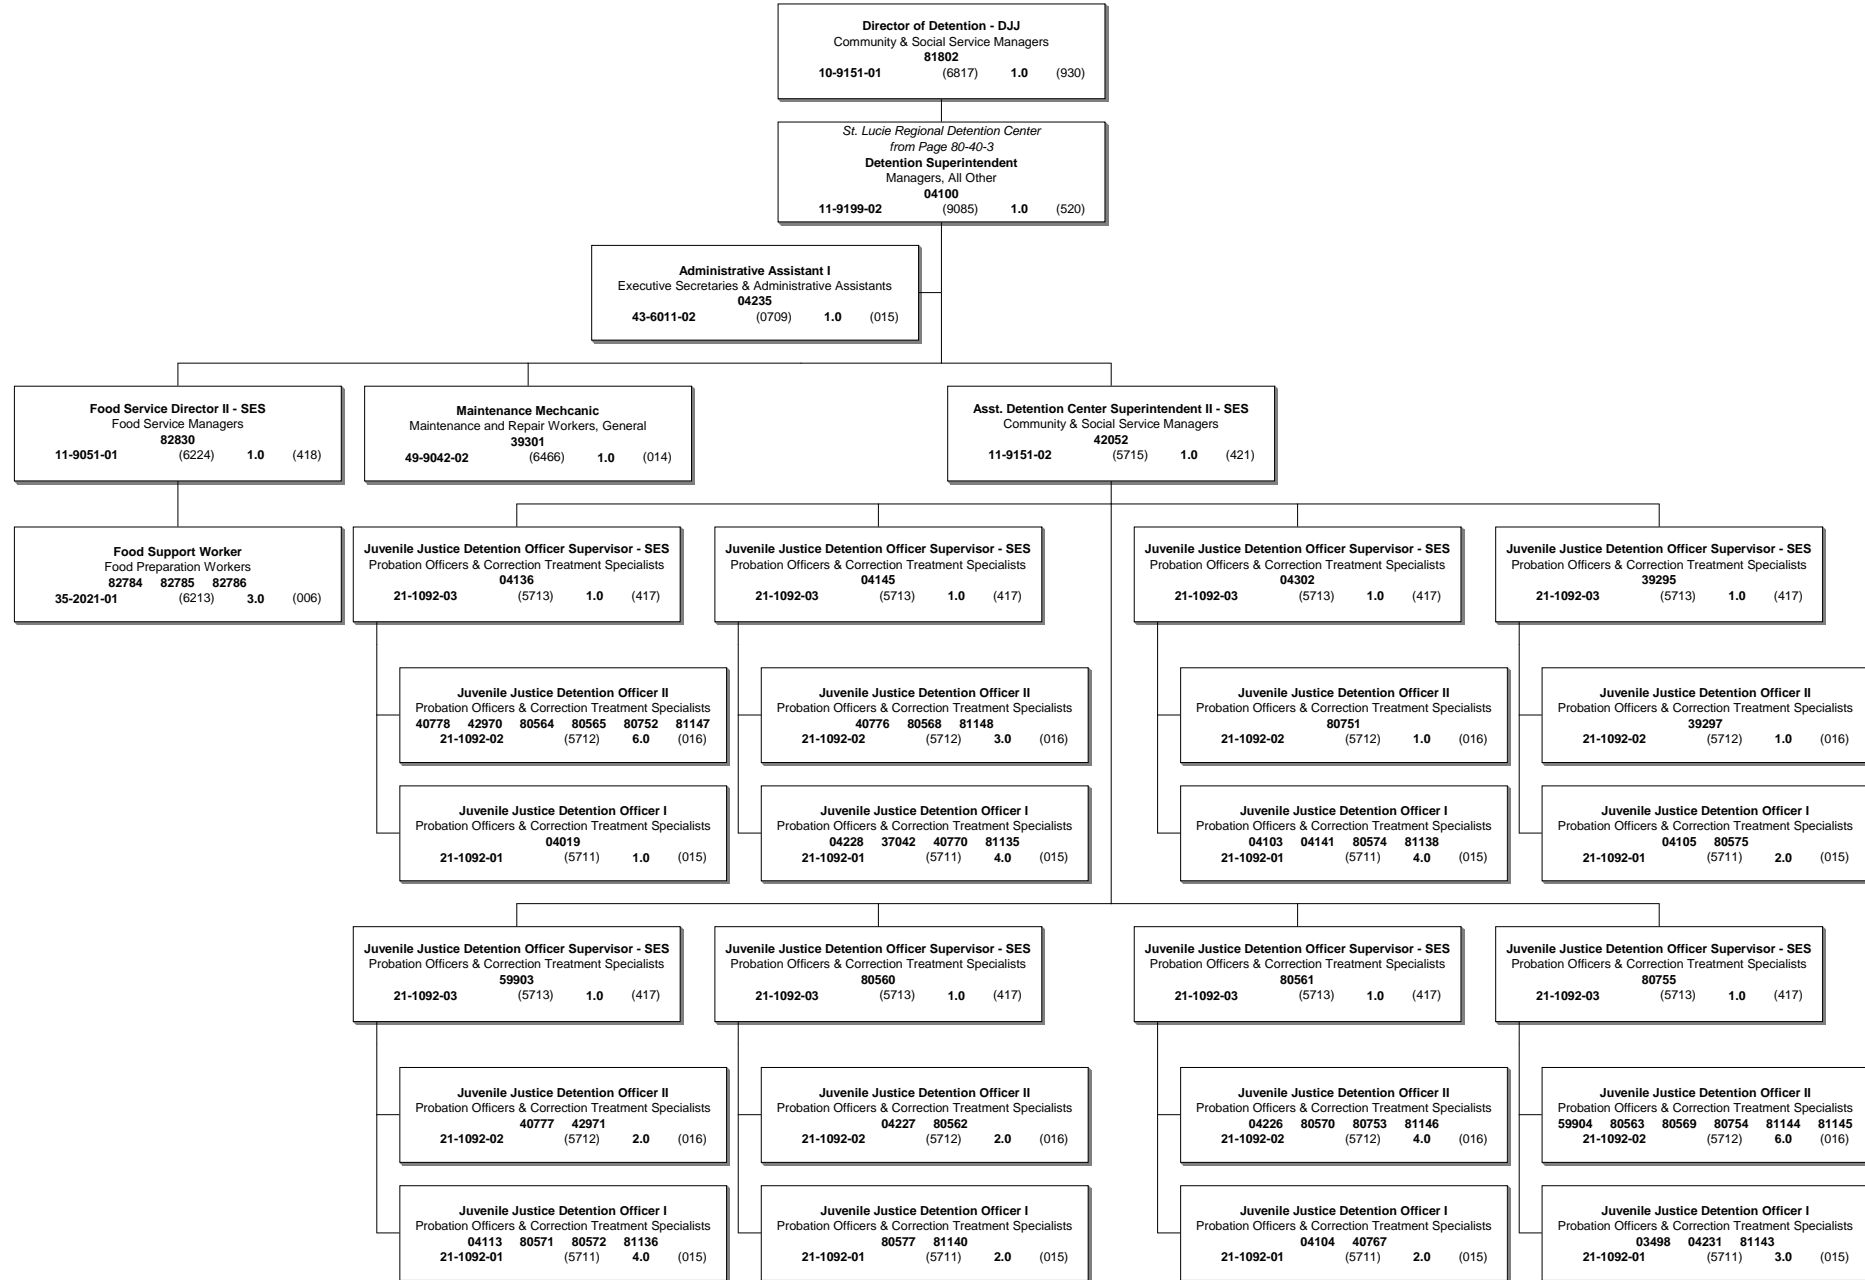 Director of Detention - DJJ
Community & Social Service Managers
81802
10-9151-01 (6817) 1.0 (930)
St. Lucie Regional Detention Center
from Page 80-40-3
Detention Superintendent
Managers, All Other
04100
11-9199-02 (9085) 1.0 (520)
Administrative Assistant I
Executive Secretaries & Administrative Assistants
04235
43-6011-02 (0709) 1.0 (015)
Food Service Director II - SES
Food Service Managers
82830
11-9051-01 (6224) 1.0 (418)
Maintenance Mechcanic
Maintenance and Repair Workers, General
39301
49-9042-02 (6466) 1.0 (014)
Asst. Detention Center Superintendent II - SES
Community & Social Service Managers
42052
11-9151-02 (5715) 1.0 (421)
Food Support Worker
Food Preparation Workers
82784 82785 82786
35-2021-01 (6213) 3.0 (006)
Juvenile Justice Detention Officer Supervisor - SES
Probation Officers & Correction Treatment Specialists
04136
21-1092-03 (5713) 1.0 (417)
Juvenile Justice Detention Officer Supervisor - SES
Probation Officers & Correction Treatment Specialists
04145
21-1092-03 (5713) 1.0 (417)
Juvenile Justice Detention Officer Supervisor - SES
Probation Officers & Correction Treatment Specialists
04302
21-1092-03 (5713) 1.0 (417)
Juvenile Justice Detention Officer Supervisor - SES
Probation Officers & Correction Treatment Specialists
39295
21-1092-03 (5713) 1.0 (417)
Juvenile Justice Detention Officer II
Probation Officers & Correction Treatment Specialists
40778 42970 80564 80565 80752 81147
21-1092-02 (5712) 6.0 (016)
Juvenile Justice Detention Officer II
Probation Officers & Correction Treatment Specialists
40776 80568 81148
21-1092-02 (5712) 3.0 (016)
Juvenile Justice Detention Officer II
Probation Officers & Correction Treatment Specialists
80751
21-1092-02 (5712) 1.0 (016)
Juvenile Justice Detention Officer II
Probation Officers & Correction Treatment Specialists
39297
21-1092-02 (5712) 1.0 (016)
Juvenile Justice Detention Officer I
Probation Officers & Correction Treatment Specialists
04019
21-1092-01 (5711) 1.0 (015)
Juvenile Justice Detention Officer I
Probation Officers & Correction Treatment Specialists
04228 37042 40770 81135
21-1092-01 (5711) 4.0 (015)
Juvenile Justice Detention Officer I
Probation Officers & Correction Treatment Specialists
04103 04141 80574 81138
21-1092-01 (5711) 4.0 (015)
Juvenile Justice Detention Officer I
Probation Officers & Correction Treatment Specialists
04105 80575
21-1092-01 (5711) 2.0 (015)
Juvenile Justice Detention Officer Supervisor - SES
Probation Officers & Correction Treatment Specialists
59903
21-1092-03 (5713) 1.0 (417)
Juvenile Justice Detention Officer Supervisor - SES
Probation Officers & Correction Treatment Specialists
80560
21-1092-03 (5713) 1.0 (417)
Juvenile Justice Detention Officer Supervisor - SES
Probation Officers & Correction Treatment Specialists
80561
21-1092-03 (5713) 1.0 (417)
Juvenile Justice Detention Officer Supervisor - SES
Probation Officers & Correction Treatment Specialists
80755
21-1092-03 (5713) 1.0 (417)
Juvenile Justice Detention Officer II
Probation Officers & Correction Treatment Specialists
40777 42971
21-1092-02 (5712) 2.0 (016)
Juvenile Justice Detention Officer II
Probation Officers & Correction Treatment Specialists
04227 80562
21-1092-02 (5712) 2.0 (016)
Juvenile Justice Detention Officer II
Probation Officers & Correction Treatment Specialists
04226 80570 80753 81146
21-1092-02 (5712) 4.0 (016)
Juvenile Justice Detention Officer II
Probation Officers & Correction Treatment Specialists
59904 80563 80569 80754 81144 81145
21-1092-02 (5712) 6.0 (016)
Juvenile Justice Detention Officer I
Probation Officers & Correction Treatment Specialists
04113 80571 80572 81136
21-1092-01 (5711) 4.0 (015)
Juvenile Justice Detention Officer I
Probation Officers & Correction Treatment Specialists
80577 81140
21-1092-01 (5711) 2.0 (015)
Juvenile Justice Detention Officer I
Probation Officers & Correction Treatment Specialists
04104 40767
21-1092-01 (5711) 2.0 (015)
Juvenile Justice Detention Officer I
Probation Officers & Correction Treatment Specialists
03498 04231 81143
21-1092-01 (5711) 3.0 (015)